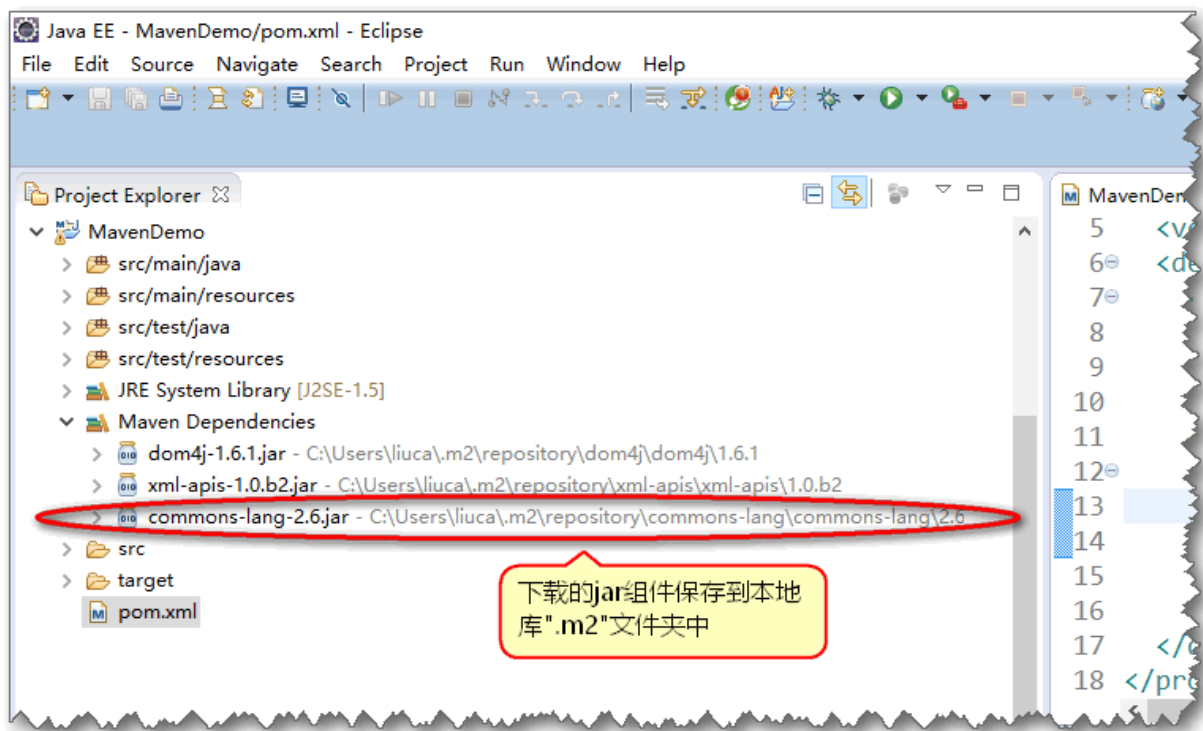 Java EE - MavenDemo/pom.xml - Eclipse
File Edit Source Navigate Search Project Run Window Help
Project Explorer
MavenDemo
src/main/java
src/main/resources
src/test/java
src/test/resources
JRE System Library [J2SE-1.5]
Maven Dependencies
dom4j-1.6.1.jar - C:\Users\liuca\.m2\repository\dom4j\dom4j\1.6.1
xml-apis-1.0.b2.jar - C:\Users\liuca\.m2\repository\xml-apis\xml-apis\1.0.b2
commons-lang-2.6.jar - C:\Users\liuca\.m2\repository\commons-lang\commons-lang\2.6
src
target
pom.xml
下载的jar组件保存到本地
库".m2"文件夹中
5
6
7
8
9
10
11
12
13
14
15
16
17
18